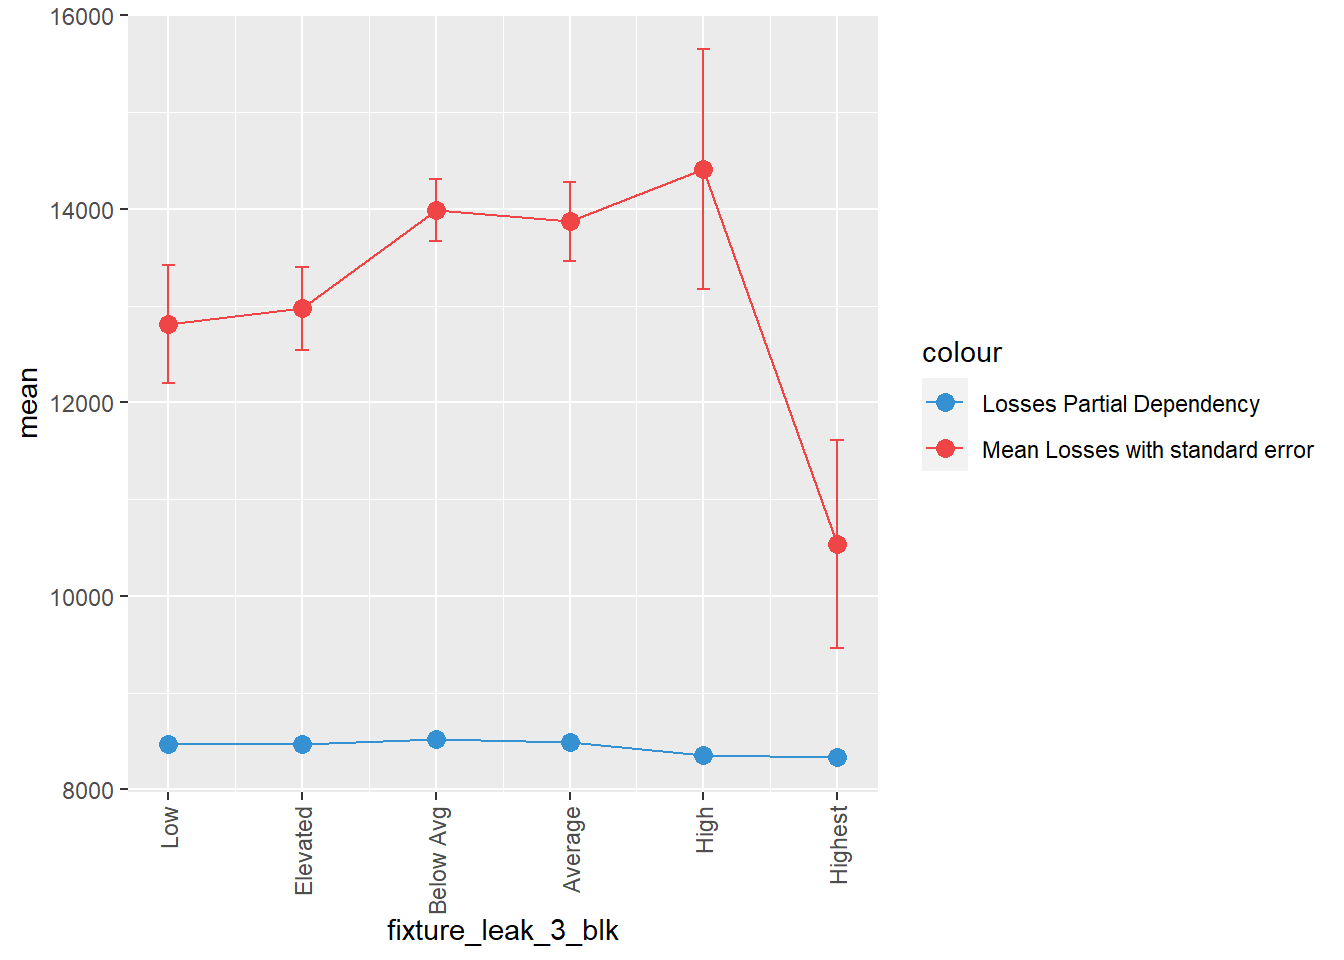 16000
14000
12000
10000
8000
mean
Low
Elevated
Below Avg
Average
High
Highest
fixture_leak_3_blk
colour
Losses Partial Dependency
Mean Losses with standard error